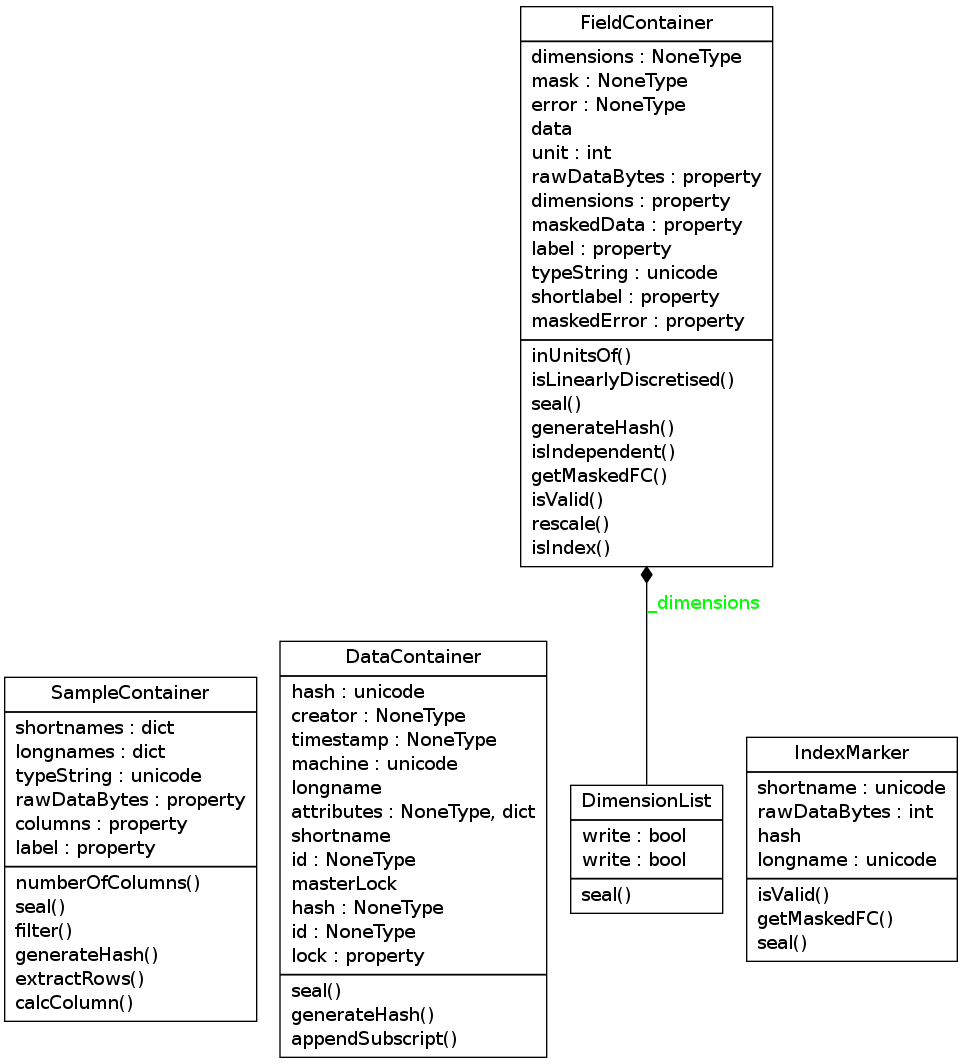 FieldContainer
dimensions : NoneType
mask : NoneType
error : NoneType
data
unit : int
rawDataBytes : property
dimensions : property
maskedData : property
label : property
typeString : unicode
shortlabel : property
maskedError : property
inUnitsOf()
isLinearlyDiscretised()
seal()
generateHash()
isIndependent()
getMaskedFC()
isValid()
rescale()
isIndex()
_dimensions
SampleContainer
shortnames : dict
longnames : dict
typeString : unicode
rawDataBytes : property
columns : property
label : property
numberOfColumns()
seal()
filter()
generateHash()
extractRows()
calcColumn()
DataContainer
hash : unicode
creator : NoneType
timestamp : NoneType
machine : unicode
longname
attributes : NoneType, dict
shortname
id : NoneType
masterLock
hash : NoneType
id : NoneType
lock : property
seal()
generateHash()
appendSubscript()
DimensionList
write : bool
write : bool
seal()
IndexMarker
shortname : unicode
rawDataBytes : int
hash
longname : unicode
isValid()
getMaskedFC()
seal()